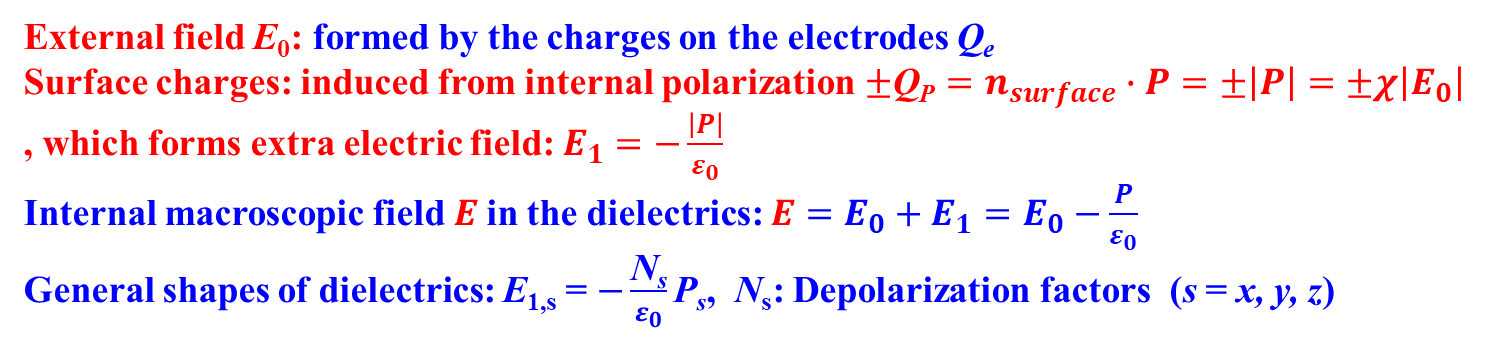 External field E₀: formed by the charges on the electrodes Qₑ
Surface charges: induced from internal polarization ±Q_P = n_surface · P = ±|P| = ±χ|E₀|
, which forms extra electric field: E₁ = −|P|/ε₀
Internal macroscopic field E in the dielectrics: E = E₀ + E₁ = E₀ − P/ε₀
General shapes of dielectrics: E₁,ₛ = −Nₛ/ε₀ Pₛ, Nₛ: Depolarization factors (s = x, y, z)